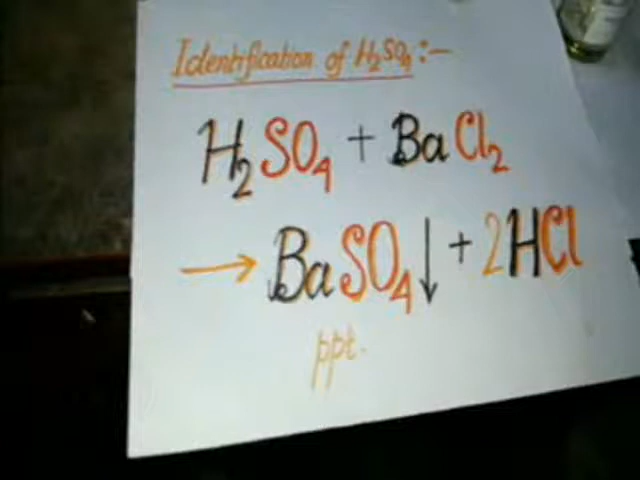 Identification of H₂SO₄:—
H₂SO₄ + BaCl₂
→ BaSO₄↓ + 2HCl
ppt.